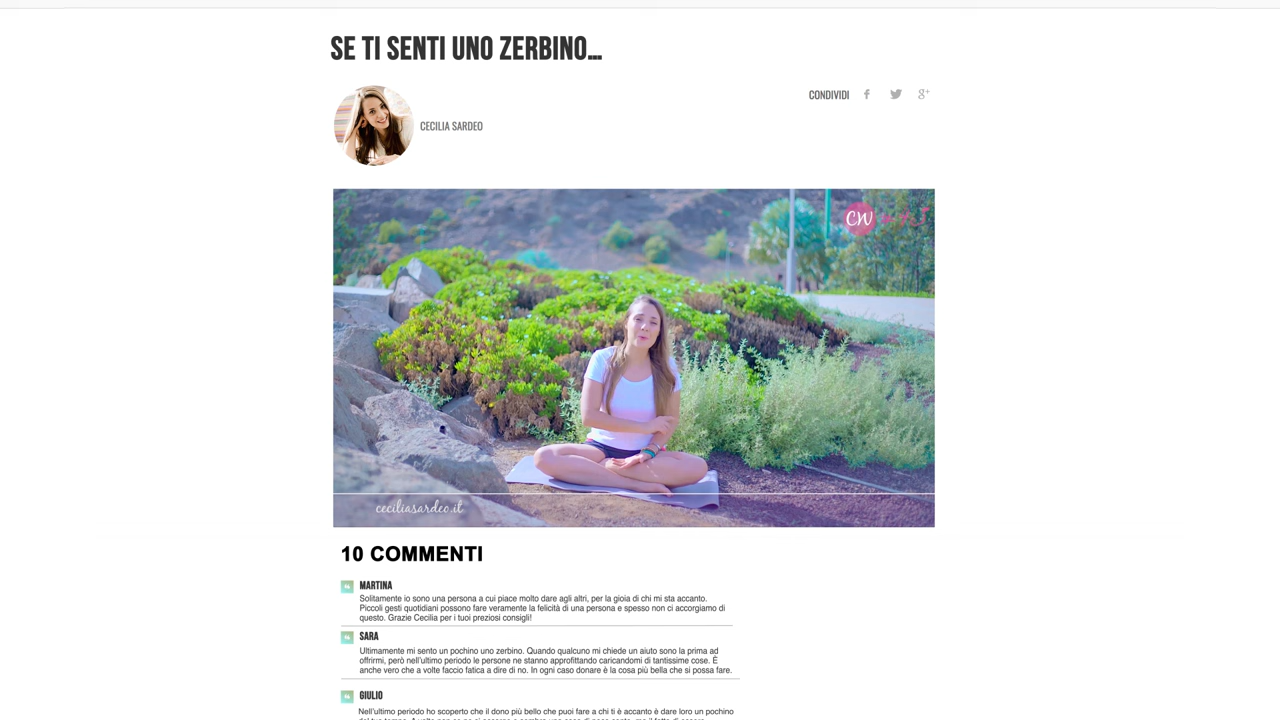 SE TI SENTI UNO ZERBINO...
CONDIVIDI
CECILIA SARDEO
CW
ceciliasardeo.it
10 COMMENTI
MARTINA
Solitamente io sono una persona a cui piace molto dare agli altri, per la gioia di chi mi sta accanto.
Piccoli gesti quotidiani possono fare veramente la felicità di una persona e spesso non ci accorgiamo di
questo. Grazie Cecilia per i tuoi preziosi consigli!
SARA
Ultimamente mi sento un pochino uno zerbino. Quando qualcuno mi chiede un aiuto sono la prima ad
offrirmi, però nell'ultimo periodo le persone ne stanno approfittando caricandomi di tantissime cose. È
anche vero che a volte faccio fatica a dire di no. In ogni caso donare è la cosa più bella che si possa fare.
GIULIO
Nell'ultimo periodo ho scoperto che il dono più bello che puoi fare a chi ti è accanto è dare loro un pochino